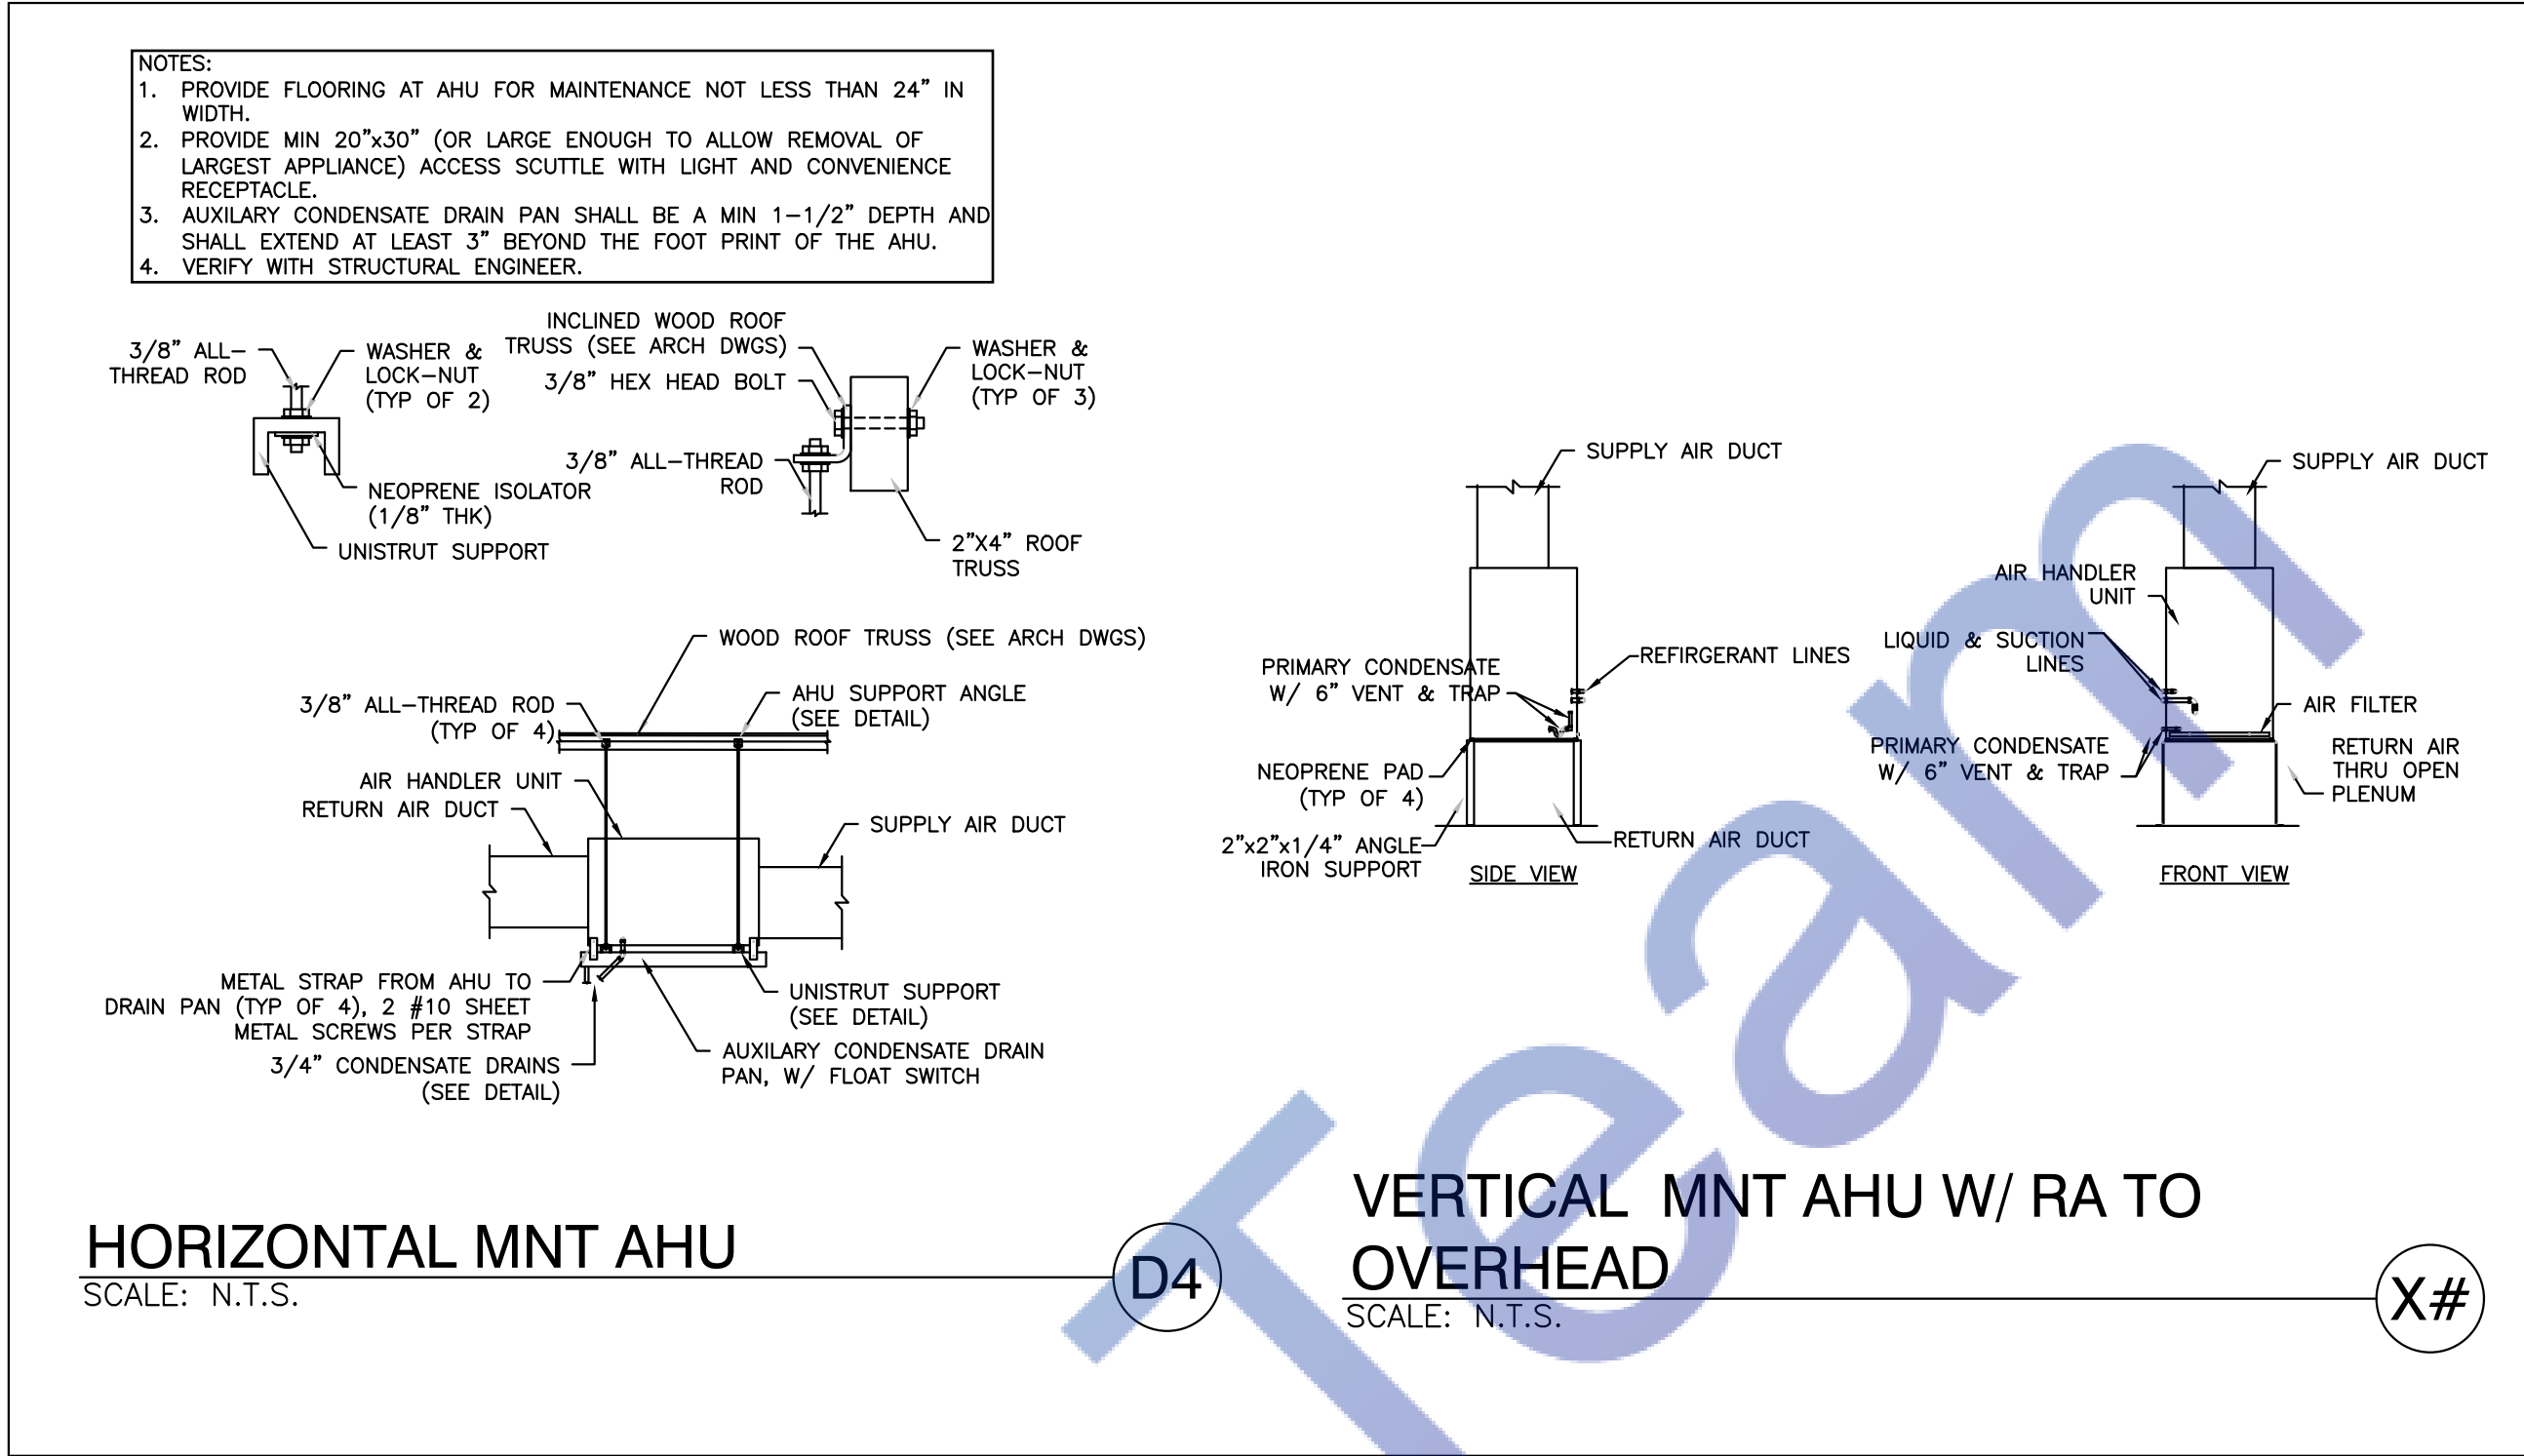 NOTES:
1. PROVIDE FLOORING AT AHU FOR MAINTENANCE NOT LESS THAN 24" IN
WIDTH.
2. PROVIDE MIN 20"x30" (OR LARGE ENOUGH TO ALLOW REMOVAL OF
LARGEST APPLIANCE) ACCESS SCUTTLE WITH LIGHT AND CONVENIENCE
RECEPTACLE.
3. AUXILARY CONDENSATE DRAIN PAN SHALL BE A MIN 1-1/2" DEPTH AND
SHALL EXTEND AT LEAST 3" BEYOND THE FOOT PRINT OF THE AHU.
4. VERIFY WITH STRUCTURAL ENGINEER.
3/8" ALL-
THREAD ROD
WASHER &
LOCK-NUT
(TYP OF 2)
NEOPRENE ISOLATOR
(1/8" THK)
UNISTRUT SUPPORT
INCLINED WOOD ROOF
TRUSS (SEE ARCH DWGS)
3/8" HEX HEAD BOLT
3/8" ALL-THREAD
ROD
WASHER &
LOCK-NUT
(TYP OF 3)
2"X4" ROOF
TRUSS
WOOD ROOF TRUSS (SEE ARCH DWGS)
3/8" ALL-THREAD ROD
(TYP OF 4)
AHU SUPPORT ANGLE
(SEE DETAIL)
AIR HANDLER UNIT
RETURN AIR DUCT
SUPPLY AIR DUCT
METAL STRAP FROM AHU TO
DRAIN PAN (TYP OF 4), 2 #10 SHEET
METAL SCREWS PER STRAP
3/4" CONDENSATE DRAINS
(SEE DETAIL)
UNISTRUT SUPPORT
(SEE DETAIL)
AUXILARY CONDENSATE DRAIN
PAN, W/ FLOAT SWITCH
HORIZONTAL MNT AHU
SCALE: N.T.S.
D4
SUPPLY AIR DUCT
PRIMARY CONDENSATE
W/ 6" VENT & TRAP
REFIRGERANT LINES
NEOPRENE PAD
(TYP OF 4)
2"x2"x1/4" ANGLE
IRON SUPPORT
RETURN AIR DUCT
SIDE VIEW
SUPPLY AIR DUCT
AIR HANDLER
UNIT
LIQUID & SUCTION
LINES
AIR FILTER
PRIMARY CONDENSATE
W/ 6" VENT & TRAP
RETURN AIR
THRU OPEN
PLENUM
FRONT VIEW
VERTICAL MNT AHU W/ RA TO
OVERHEAD
SCALE: N.T.S.
X#
Team